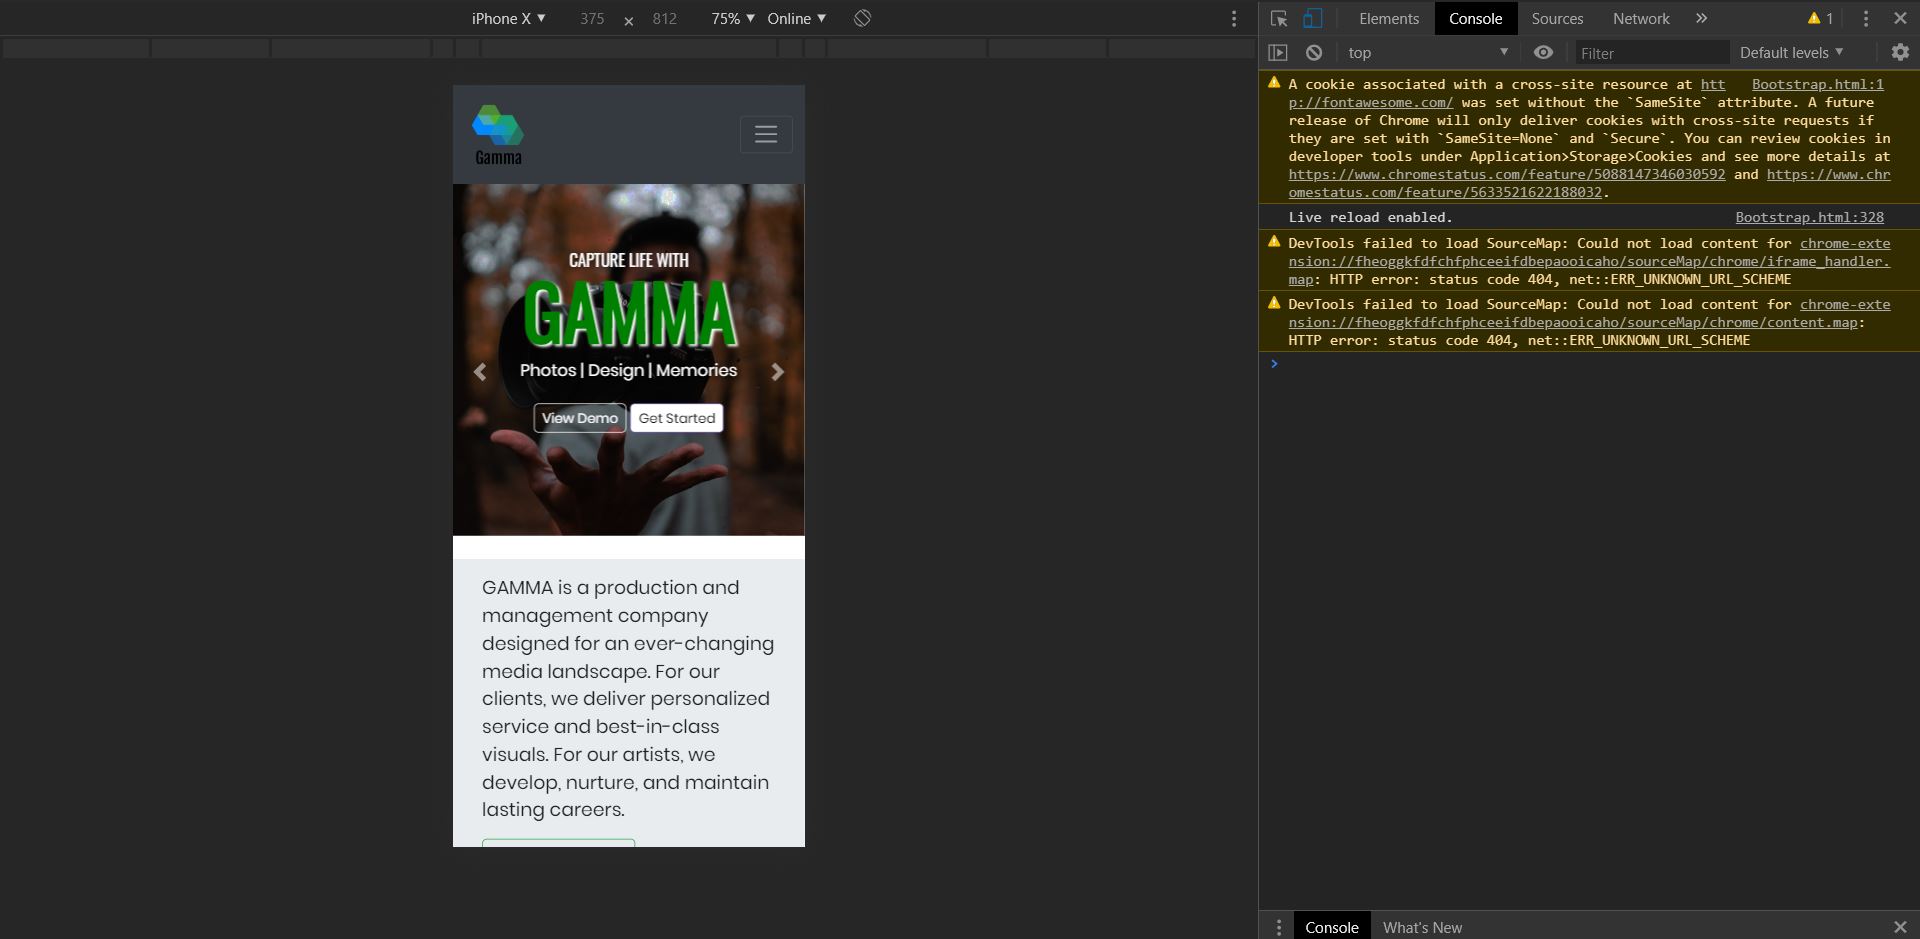 iPhone X ▼ 375 × 812 75% ▼ Online ▼
Elements Console Sources Network » 1
top ▼ Filter Default levels ▼
Gamma
CAPTURE LIFE WITH
GAMMA
Photos | Design | Memories
View Demo Get Started
GAMMA is a production and
management company
designed for an ever-changing
media landscape. For our
clients, we deliver personalized
service and best-in-class
visuals. For our artists, we
develop, nurture, and maintain
lasting careers.
A cookie associated with a cross-site resource at htt Bootstrap.html:1
p://fontawesome.com/ was set without the `SameSite` attribute. A future
release of Chrome will only deliver cookies with cross-site requests if
they are set with `SameSite=None` and `Secure`. You can review cookies in
developer tools under Application>Storage>Cookies and see more details at
https://www.chromestatus.com/feature/5088147346030592 and https://www.chr
omestatus.com/feature/5633521622188032.
Live reload enabled. Bootstrap.html:328
DevTools failed to load SourceMap: Could not load content for chrome-exte
nsion://fheoggkfdfchfphceeifdbepaooicaho/sourceMap/chrome/iframe_handler.
map: HTTP error: status code 404, net::ERR_UNKNOWN_URL_SCHEME
DevTools failed to load SourceMap: Could not load content for chrome-exte
nsion://fheoggkfdfchfphceeifdbepaooicaho/sourceMap/chrome/content.map:
HTTP error: status code 404, net::ERR_UNKNOWN_URL_SCHEME
>
Console What's New